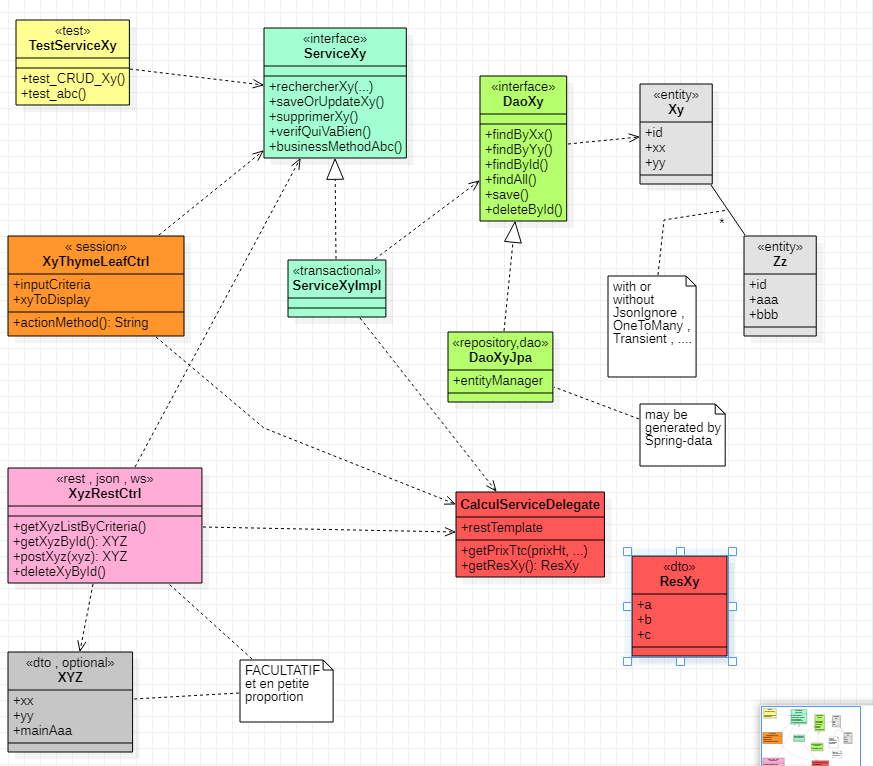 «test»
TestServiceXy
+test_CRUD_Xy()
+test_abc()
«interface»
ServiceXy
+rechercherXy(...)
+saveOrUpdateXy()
+supprimerXy()
+verifQuiVaBien()
+businessMethodAbc()
«interface»
DaoXy
+findByXx()
+findByYy()
+findById()
+findAll()
+save()
+deleteById()
«entity»
Xy
+id
+xx
+yy
*
«entity»
Zz
+id
+aaa
+bbb
« session»
XyThymeLeafCtrl
+inputCriteria
+xyToDisplay
+actionMethod(): String
«transactional»
ServiceXyImpl
with or
without
JsonIgnore ,
OneToMany ,
Transient , ....
«repository,dao»
DaoXyJpa
+entityManager
may be
generated by
Spring-data
«rest , json , ws»
XyzRestCtrl
+getXyzListByCriteria()
+getXyzById(): XYZ
+postXyz(xyz): XYZ
+deleteXyById()
CalculServiceDelegate
+restTemplate
+getPrixTtc(prixHt, ...)
+getResXy(): ResXy
«dto»
ResXy
+a
+b
+c
«dto , optional»
XYZ
+xx
+yy
+mainAaa
FACULTATIF
et en petite
proportion